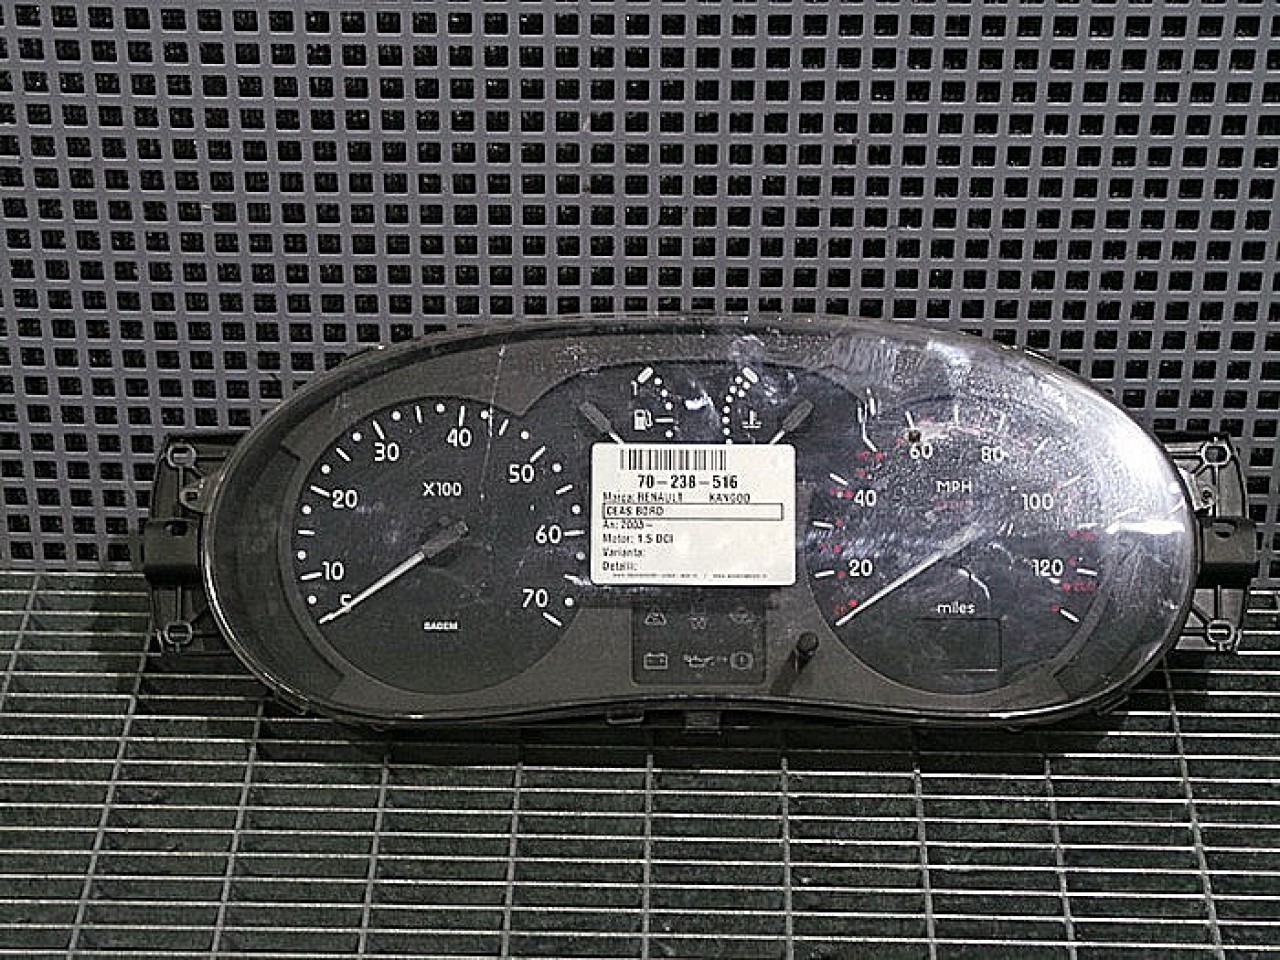 30
40
50
20
X100
60
10
70
5
SAGEM
70-238-516
Marca: RENAULT KANGOO
CEAS BORD
An: 2003-
Motor: 1.5 DCI
Varianta:
Detalii:
60
80
40
MPH
100
20
120
miles